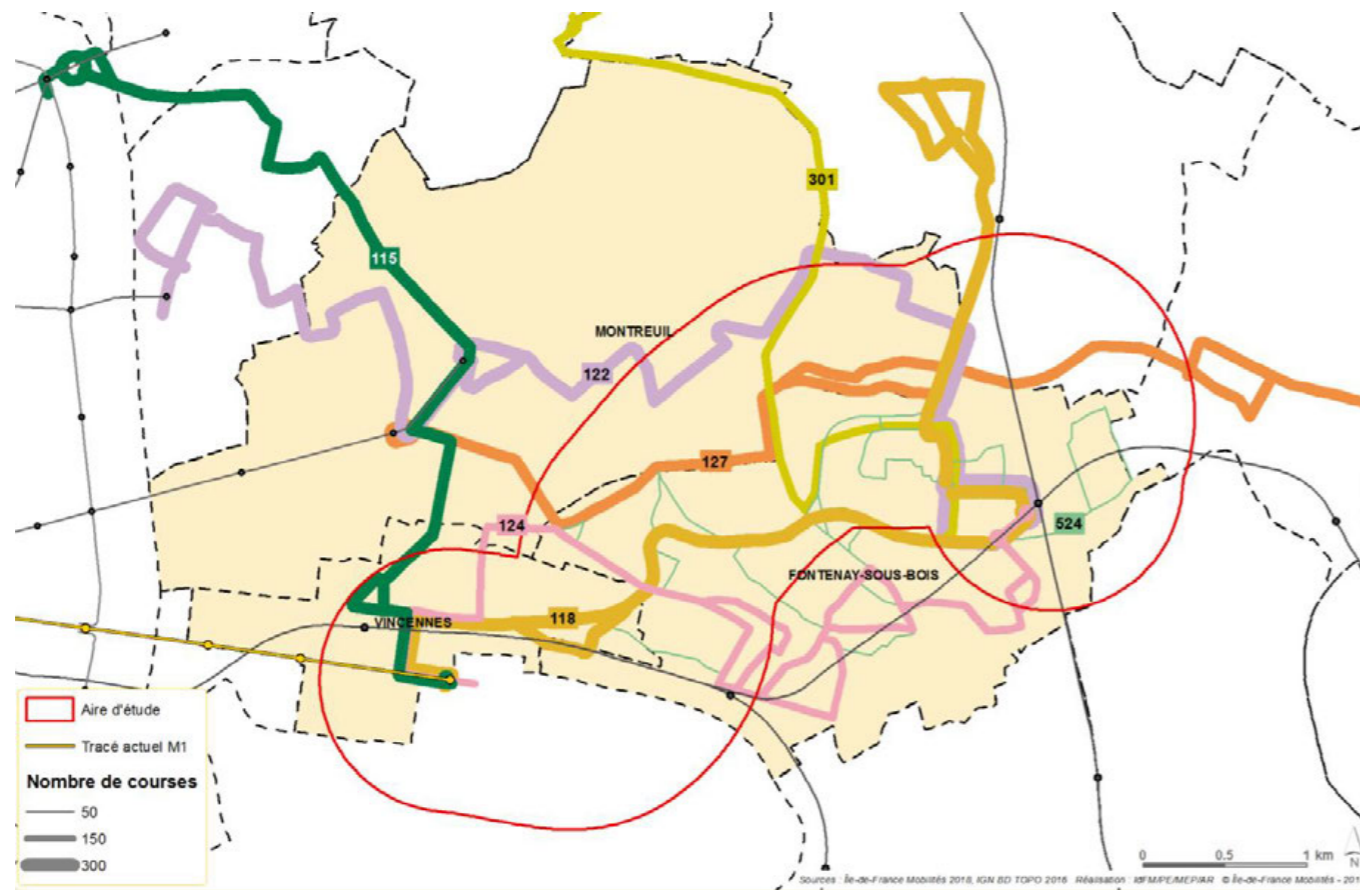 301
115
MONTREUIL
122
127
124
524
FONTENAY-SOUS-BOIS
118
VINCENNES
Aire d'étude
Tracé actuel M1
Nombre de courses
50
150
300
0 0.5 1 km
N
Sources : Île-de-France Mobilités 2018, IGN BD TOPO 2016 Réalisation : IdFM/PE/MEP/AR © Île-de-France Mobilités - 201